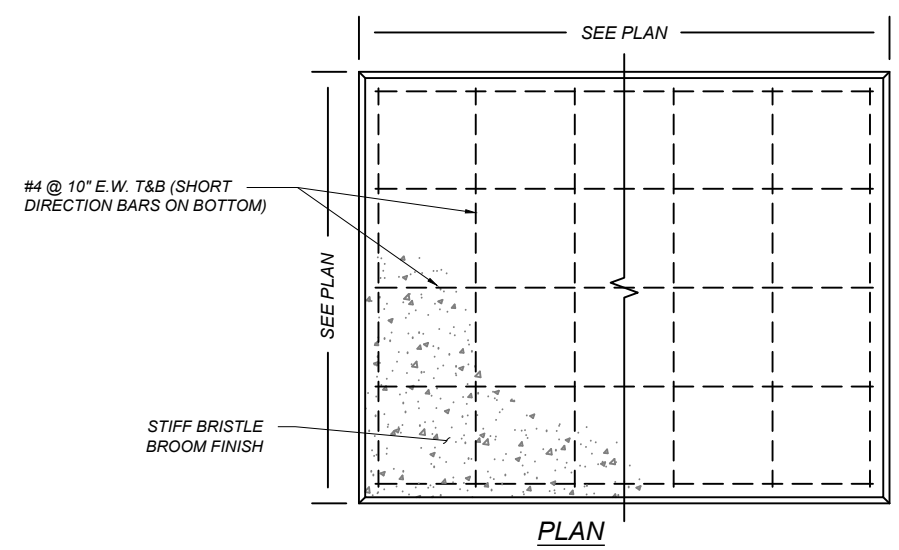 SEE PLAN
#4 @ 10" E.W. T&B (SHORT
DIRECTION BARS ON BOTTOM)
SEE PLAN
STIFF BRISTLE
BROOM FINISH
PLAN